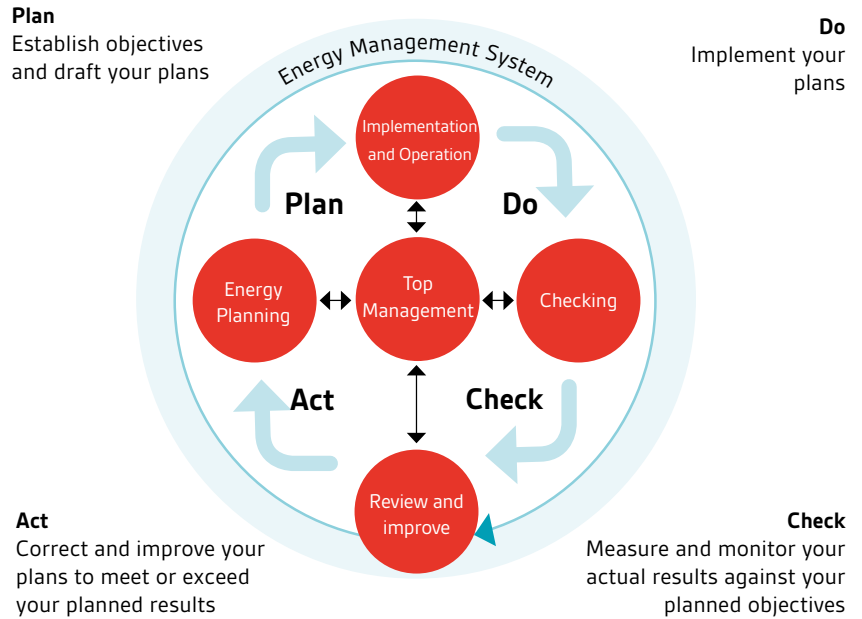 Plan
Establish objectives
and draft your plans
Do
Implement your
plans
Energy Management System
Implementation
and Operation
Plan
Do
Energy
Planning
Top
Management
Checking
Act
Check
Review and
improve
Act
Correct and improve your
plans to meet or exceed
your planned results
Check
Measure and monitor your
actual results against your
planned objectives